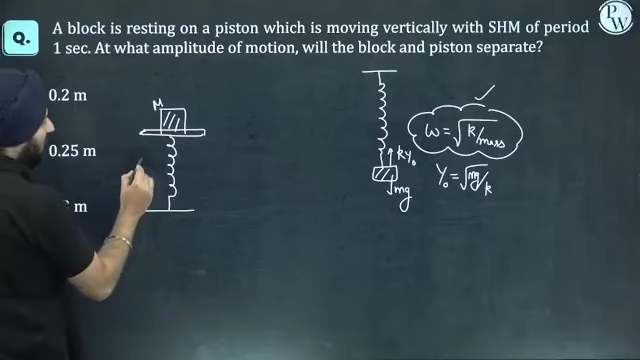 Q.
A block is resting on a piston which is moving vertically with SHM of period
1 sec. At what amplitude of motion, will the block and piston separate?
PW
0.2 m
0.25 m
m
M
ω = √k/mass
ky₀
mg
Y₀ = √mg/k